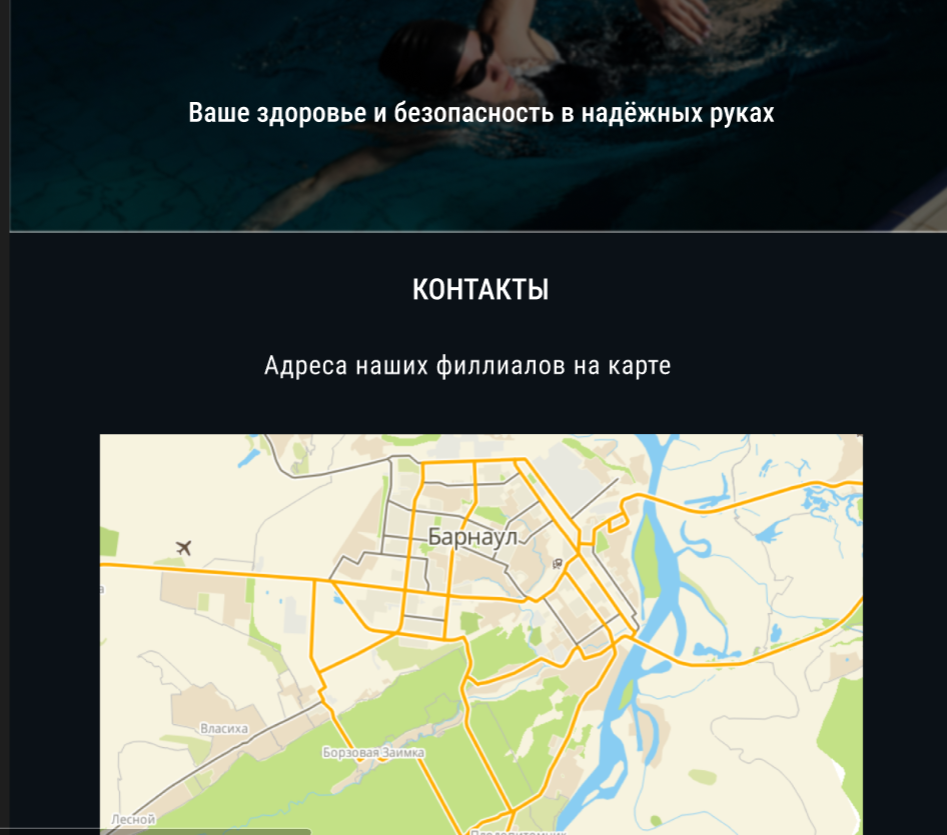 Ваше здоровье и безопасность в надёжных руках
КОНТАКТЫ
Адреса наших филлиалов на карте
Барнаул
Власиха
Борзовая Заимка
Лесной